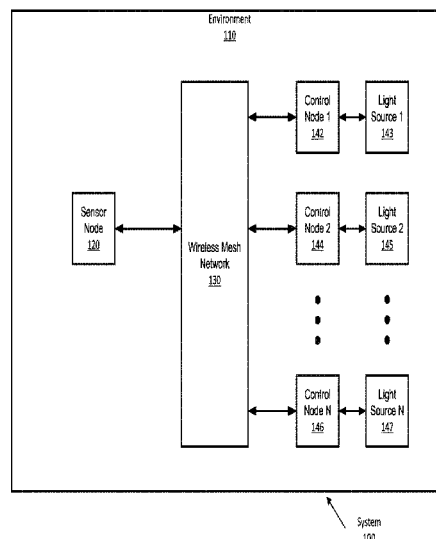 Environment
110
Control
Node 1
142
Light
Source 1
143
Sensor
Node
120
Wireless Mesh
Network
130
Control
Node 2
144
Light
Source 2
145
Control
Node N
146
Light
Source N
147
System
100